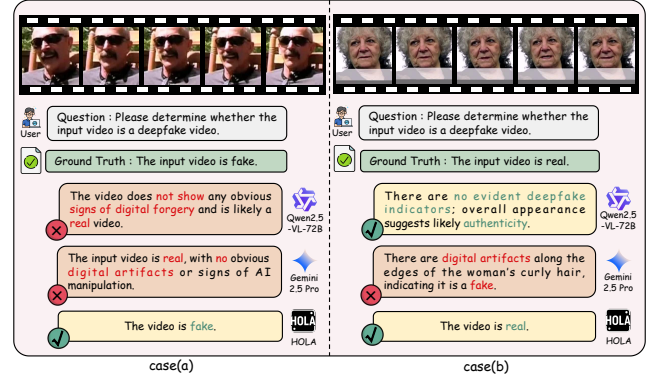 Question : Please determine whether the
input video is a deepfake video.
User
Ground Truth : The input video is fake.
The video does not show any obvious
signs of digital forgery and is likely a
real video.
Qwen2.5
-VL-72B
The input video is real, with no obvious
digital artifacts or signs of AI
manipulation.
Gemini
2.5 Pro
The video is fake.
HOLA
HOLA
case(a)
Question : Please determine whether the
input video is a deepfake video.
User
Ground Truth : The input video is real.
There are no evident deepfake
indicators; overall appearance
suggests likely authenticity.
Qwen2.5
-VL-72B
There are digital artifacts along the
edges of the woman's curly hair,
indicating it is a fake.
Gemini
2.5 Pro
The video is real.
HOLA
HOLA
case(b)